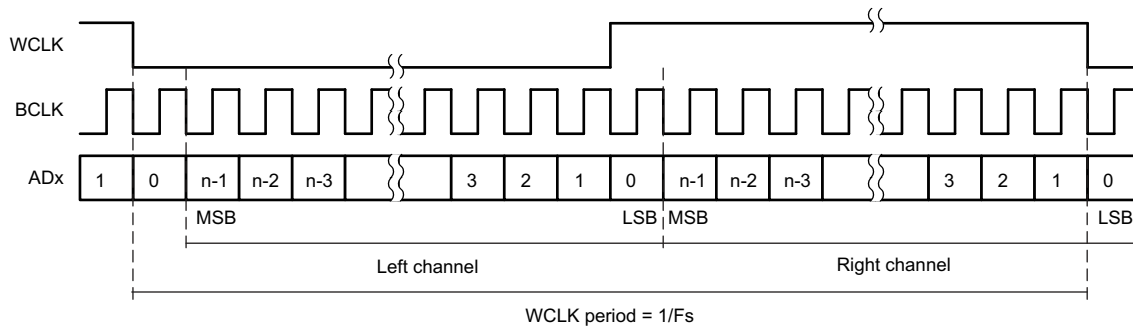 WCLK
BCLK
ADx 1 0 n-1 n-2 n-3 3 2 1 0 n-1 n-2 n-3 3 2 1 0
MSB LSB MSB LSB
Left channel Right channel
WCLK period = 1/Fs